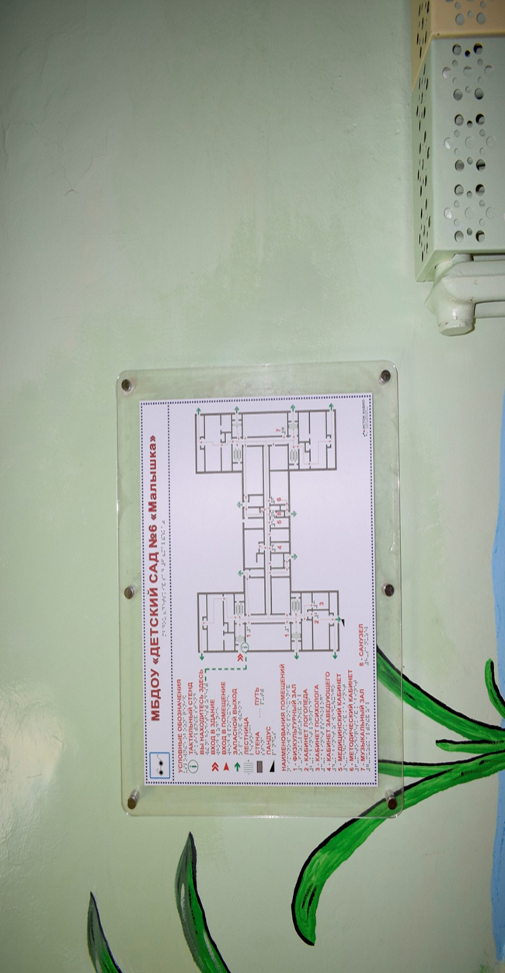 МБДОУ «ДЕТСКИЙ САД №6 «Малышка»
УСЛОВНЫЕ ОБОЗНАЧЕНИЯ
ТАКТИЛЬНЫЙ СТЕНД
ВЫ НАХОДИТЕСЬ ЗДЕСЬ
ВХОД В ЗДАНИЕ
ВХОД В ПОМЕЩЕНИЕ
ЗАПАСНОЙ ВЫХОД
ЛЕСТНИЦА
СТЕНА
ПУТЬ
ПАНДУС
НАИМЕНОВАНИЯ ПОМЕЩЕНИЙ
1 - ФИЗКУЛЬТУРНЫЙ ЗАЛ
2 - КАБИНЕТ ЛОГОПЕДА
3 - КАБИНЕТ ПСИХОЛОГА
4 - КАБИНЕТ ЗАВЕДУЮЩЕГО
5 - МЕДИЦИНСКИЙ КАБИНЕТ
6 - МЕТОДИЧЕСКИЙ КАБИНЕТ
7 - МУЗЫКАЛЬНЫЙ ЗАЛ
8 - САНУЗЕЛ